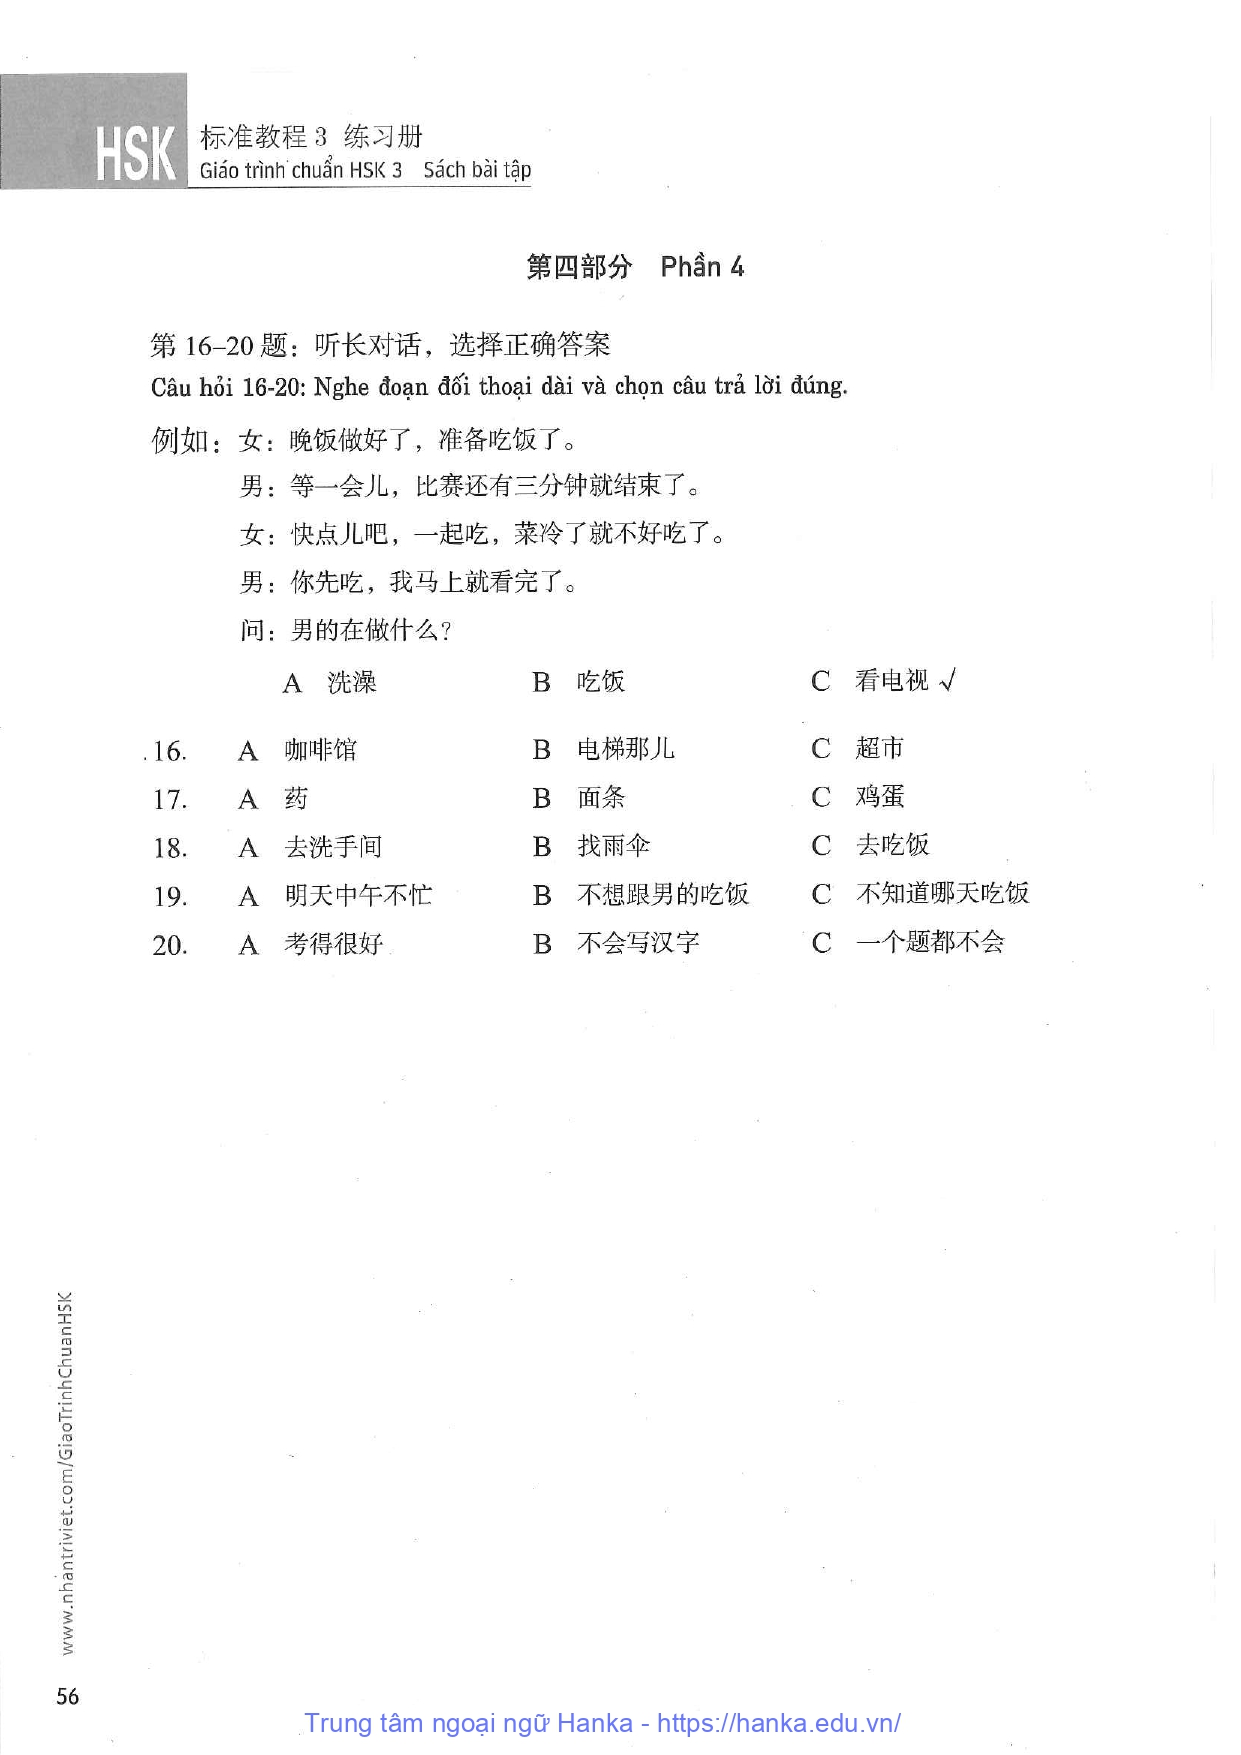 HSK 标准教程 3 练习册
Giáo trình chuẩn HSK 3 Sách bài tập
第四部分 Phần 4
第 16–20 题：听长对话，选择正确答案
Câu hỏi 16-20: Nghe đoạn đối thoại dài và chọn câu trả lời đúng.
例如：女：晚饭做好了，准备吃饭了。
男：等一会儿，比赛还有三分钟就结束了。
女：快点儿吧，一起吃，菜冷了就不好吃了。
男：你先吃，我马上就看完了。
问：男的在做什么？
A 洗澡 B 吃饭 C 看电视 √
16. A 咖啡馆 B 电梯那儿 C 超市
17. A 药 B 面条 C 鸡蛋
18. A 去洗手间 B 找雨伞 C 去吃饭
19. A 明天中午不忙 B 不想跟男的吃饭 C 不知道哪天吃饭
20. A 考得很好 B 不会写汉字 C 一个题都不会
www.nhantriviet.com/GiaoTrinhChuanHSK
56
Trung tâm ngoại ngữ Hanka - https://hanka.edu.vn/